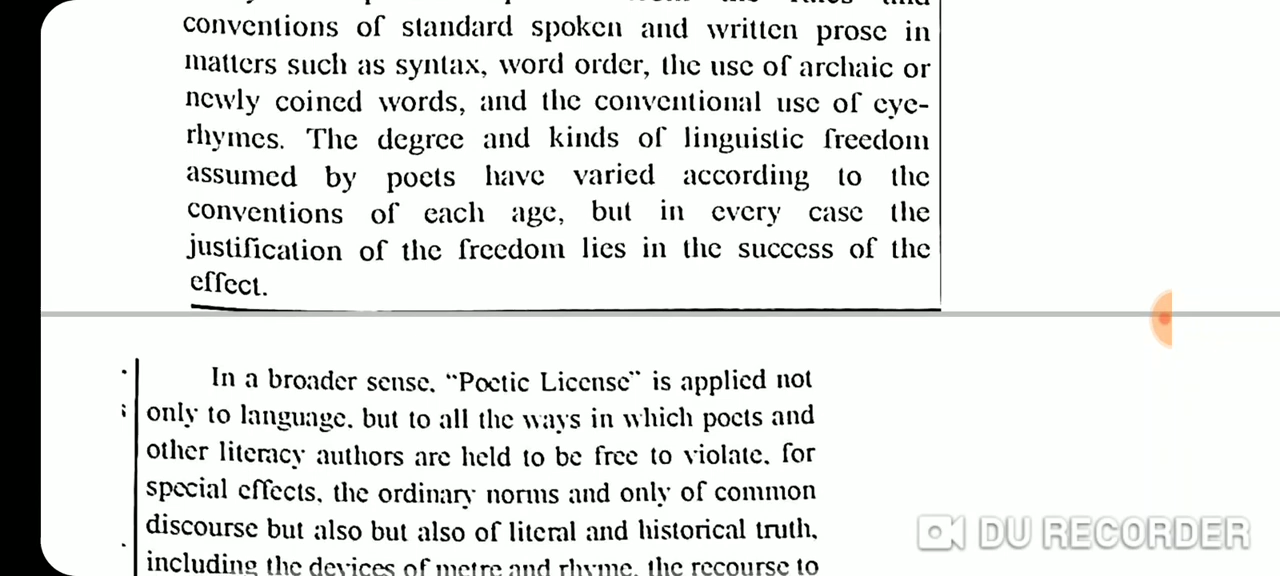 conventions of standard spoken and written prose in
matters such as syntax, word order, the use of archaic or
newly coined words, and the conventional use of eye-
rhymes. The degree and kinds of linguistic freedom
assumed by poets have varied according to the
conventions of each age, but in every case the
justification of the freedom lies in the success of the
effect.
In a broader sense, “Poetic License” is applied not
only to language, but to all the ways in which poets and
other literacy authors are held to be free to violate, for
special effects, the ordinary norms and only of common
discourse but also but also of literal and historical truth,
including the devices of metre and rhyme, the recourse to
DU RECORDER